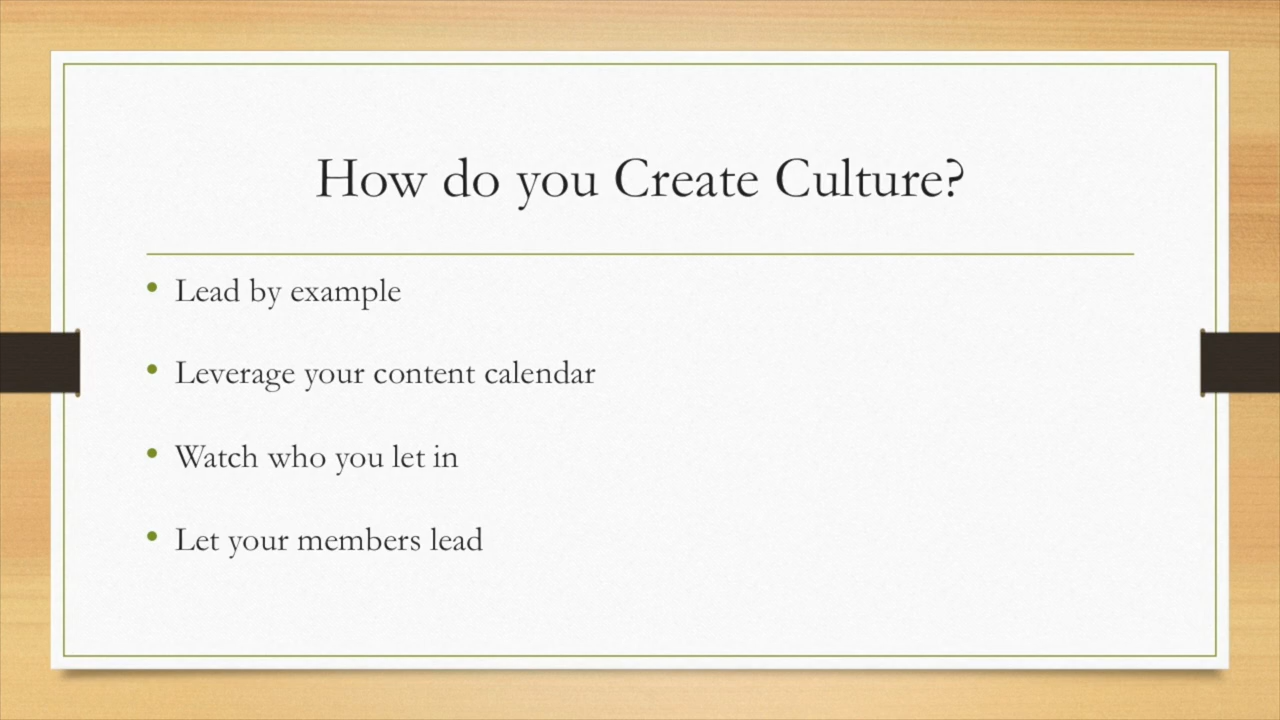 How do you Create Culture?
• Lead by example
• Leverage your content calendar
• Watch who you let in
• Let your members lead